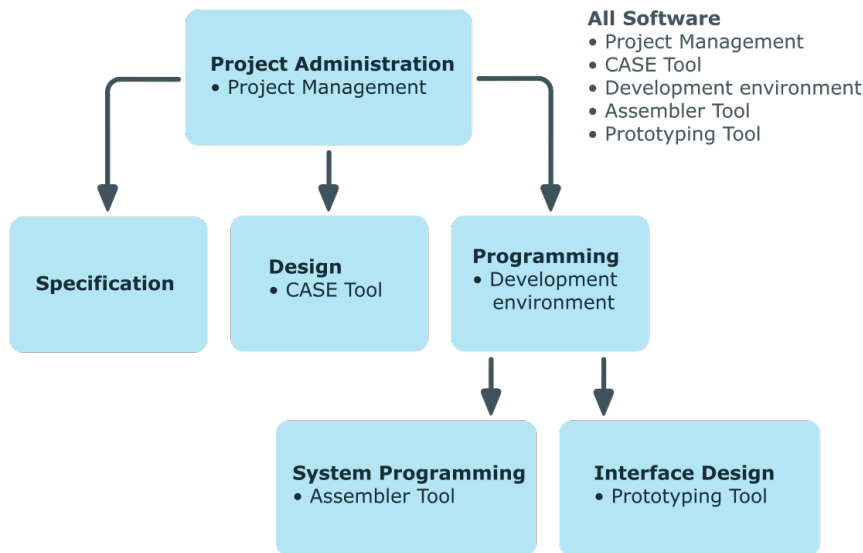 Project Administration
• Project Management
All Software
• Project Management
• CASE Tool
• Development environment
• Assembler Tool
• Prototyping Tool
Specification
Design
• CASE Tool
Programming
• Development
environment
System Programming
• Assembler Tool
Interface Design
• Prototyping Tool